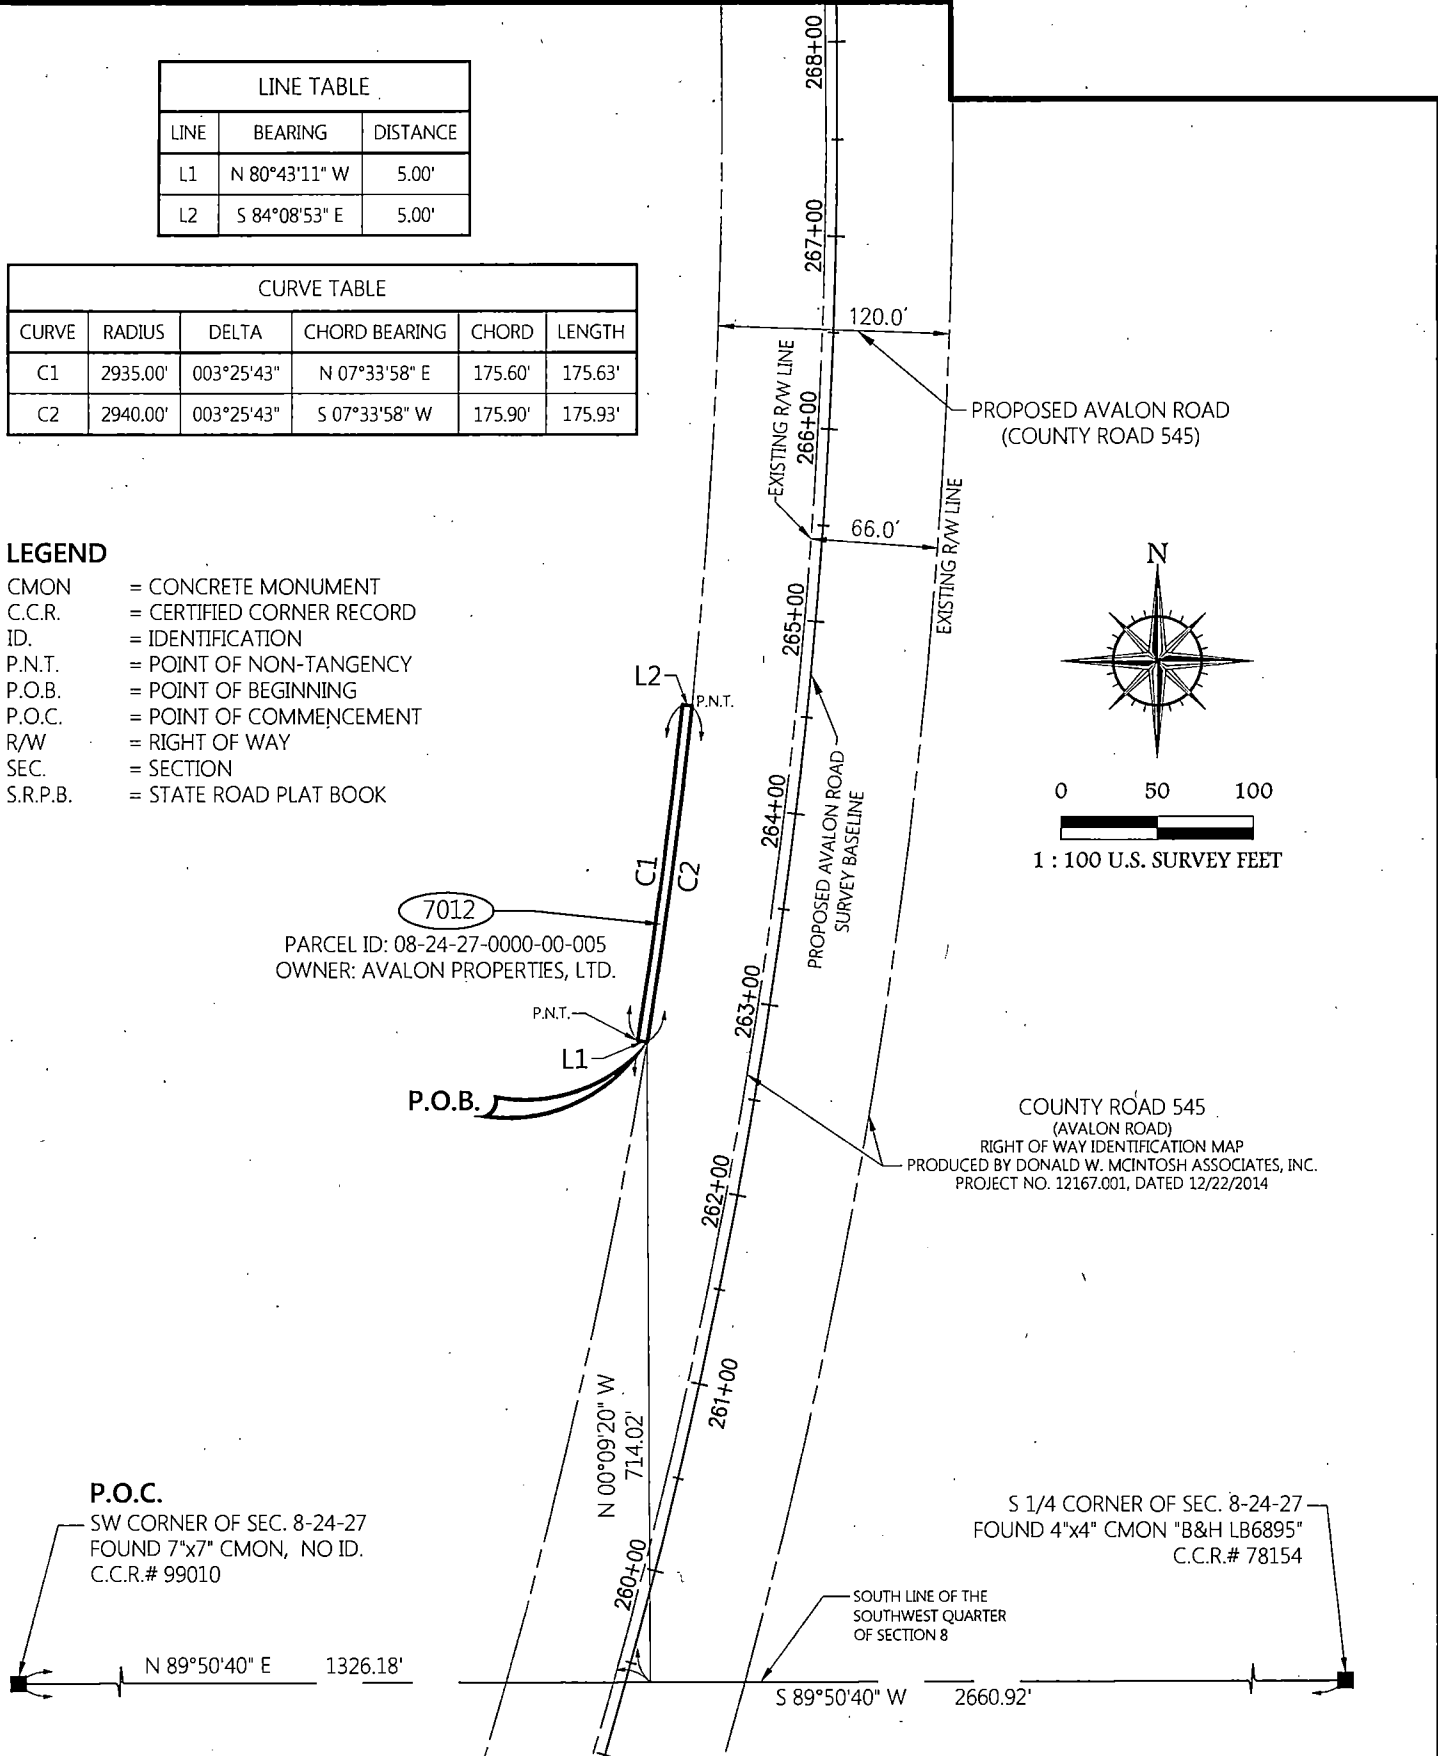 LINE TABLE
LINE BEARING DISTANCE
L1 N 80°43'11" W 5.00'
L2 S 84°08'53" E 5.00'
CURVE TABLE
CURVE RADIUS DELTA CHORD BEARING CHORD LENGTH
C1 2935.00' 003°25'43" N 07°33'58" E 175.60' 175.63'
C2 2940.00' 003°25'43" S 07°33'58" W 175.90' 175.93'
LEGEND
CMON = CONCRETE MONUMENT
C.C.R. = CERTIFIED CORNER RECORD
ID. = IDENTIFICATION
P.N.T. = POINT OF NON-TANGENCY
P.O.B. = POINT OF BEGINNING
P.O.C. = POINT OF COMMENCEMENT
R/W = RIGHT OF WAY
SEC. = SECTION
S.R.P.B. = STATE ROAD PLAT BOOK
268+00
267+00
266+00
265+00
264+00
263+00
262+00
261+00
260+00
120.0'
PROPOSED AVALON ROAD
(COUNTY ROAD 545)
EXISTING R/W LINE
66.0'
EXISTING R/W LINE
N
0 50 100
1 : 100 U.S. SURVEY FEET
L2
P.N.T.
C1
C2
PROPOSED AVALON ROAD
SURVEY BASELINE
7012
PARCEL ID: 08-24-27-0000-00-005
OWNER: AVALON PROPERTIES, LTD.
P.N.T.
L1
P.O.B.
COUNTY ROAD 545
(AVALON ROAD)
RIGHT OF WAY IDENTIFICATION MAP
PRODUCED BY DONALD W. MCINTOSH ASSOCIATES, INC.
PROJECT NO. 12167.001, DATED 12/22/2014
N 00°09'20" W
714.02'
P.O.C.
SW CORNER OF SEC. 8-24-27
FOUND 7"x7" CMON, NO ID.
C.C.R.# 99010
S 1/4 CORNER OF SEC. 8-24-27
FOUND 4"x4" CMON "B&H LB6895"
C.C.R.# 78154
SOUTH LINE OF THE
SOUTHWEST QUARTER
OF SECTION 8
N 89°50'40" E 1326.18'
S 89°50'40" W 2660.92'